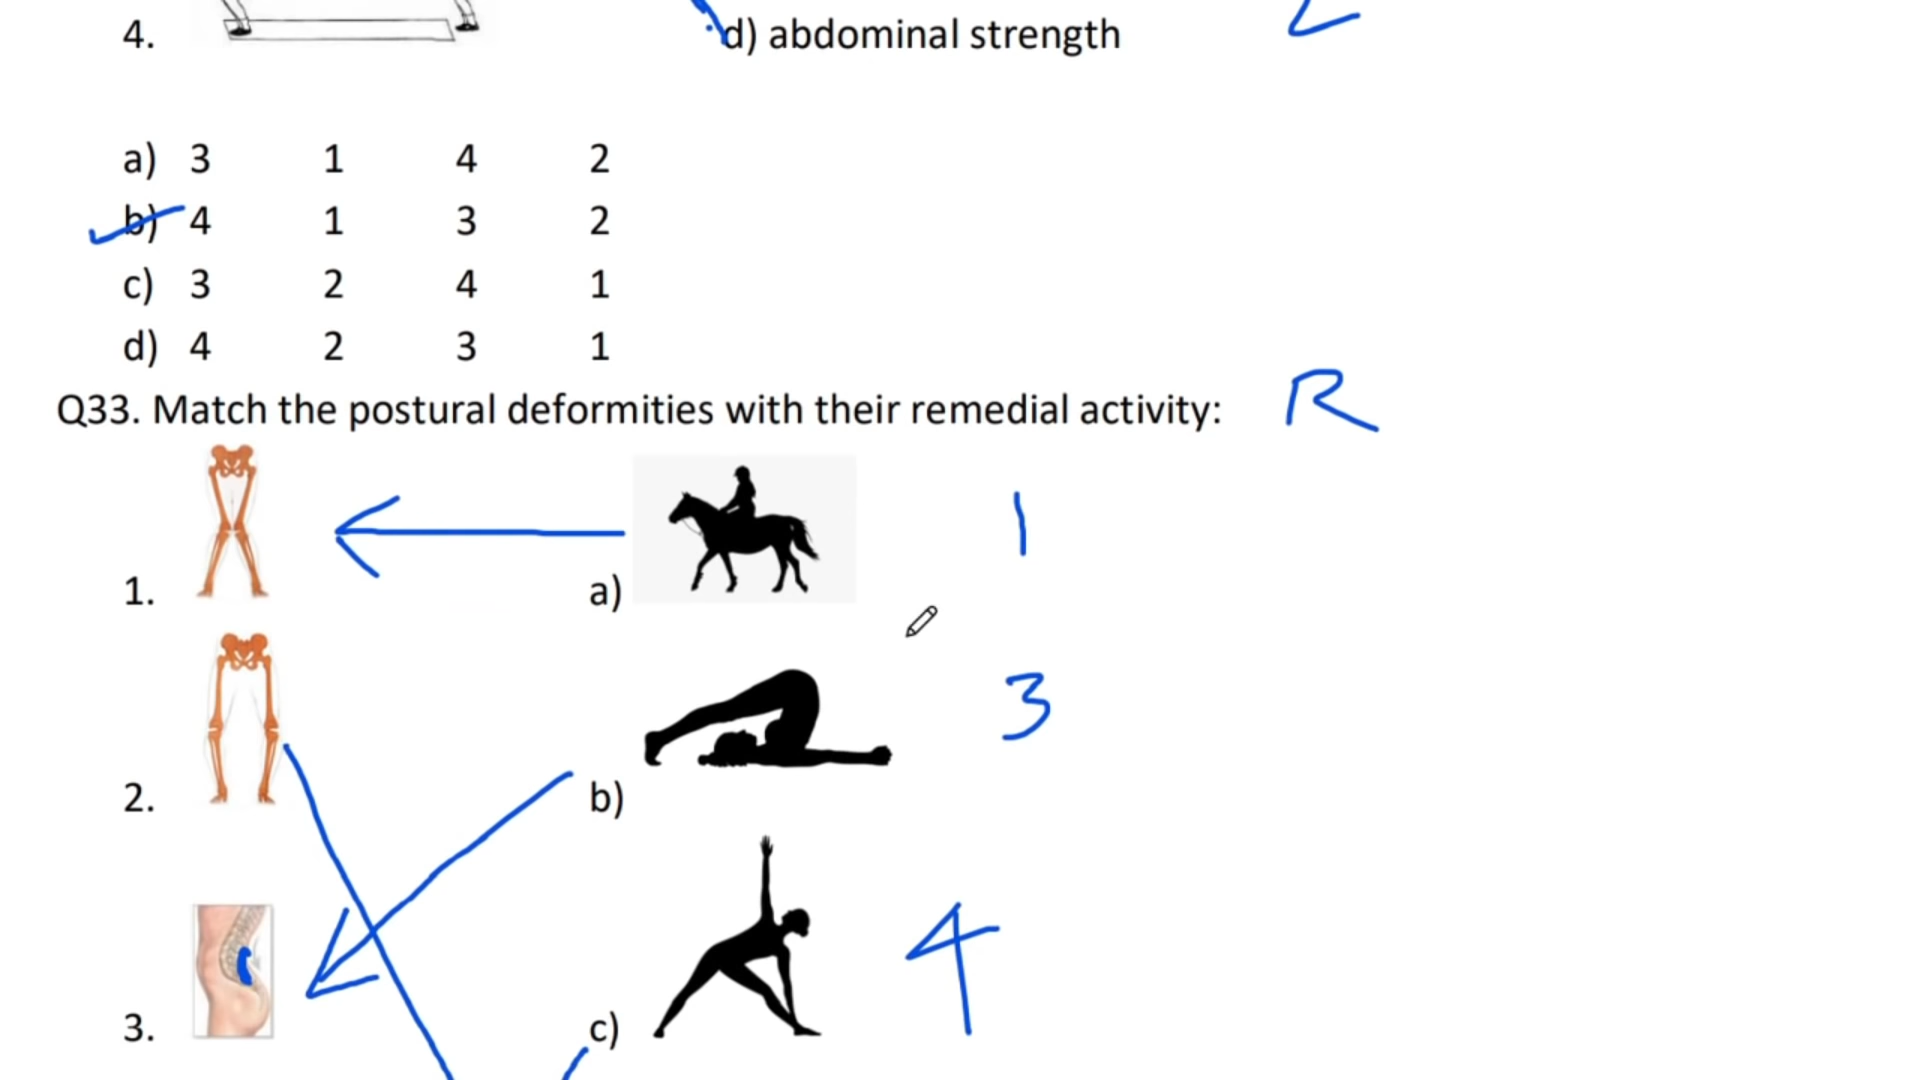 4. d) abdominal strength 2
a) 3 1 4 2
b) 4 1 3 2
c) 3 2 4 1
d) 4 2 3 1
Q33. Match the postural deformities with their remedial activity: R
1. a) 1
2. b) 3
3. c) 4